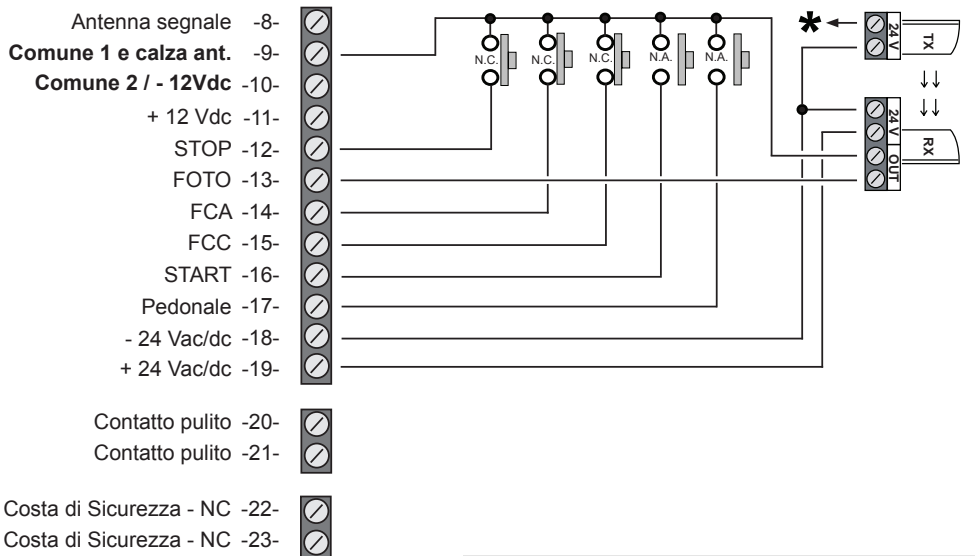 Antenna segnale -8-
Comune 1 e calza ant. -9-
Comune 2 / - 12Vdc -10-
+ 12 Vdc -11-
STOP -12-
FOTO -13-
FCA -14-
FCC -15-
START -16-
Pedonale -17-
- 24 Vac/dc -18-
+ 24 Vac/dc -19-
Contatto pulito -20-
Contatto pulito -21-
Costa di Sicurezza - NC -22-
Costa di Sicurezza - NC -23-
N.C. N.C. N.C. N.A. N.A.
*
24 V
TX
24 V
OUT
RX